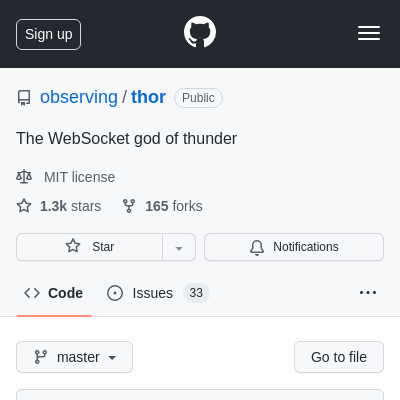 Sign up
observing / thor Public
The WebSocket god of thunder
MIT license
1.3k stars 165 forks
Star Notifications
Code Issues 33
master Go to file